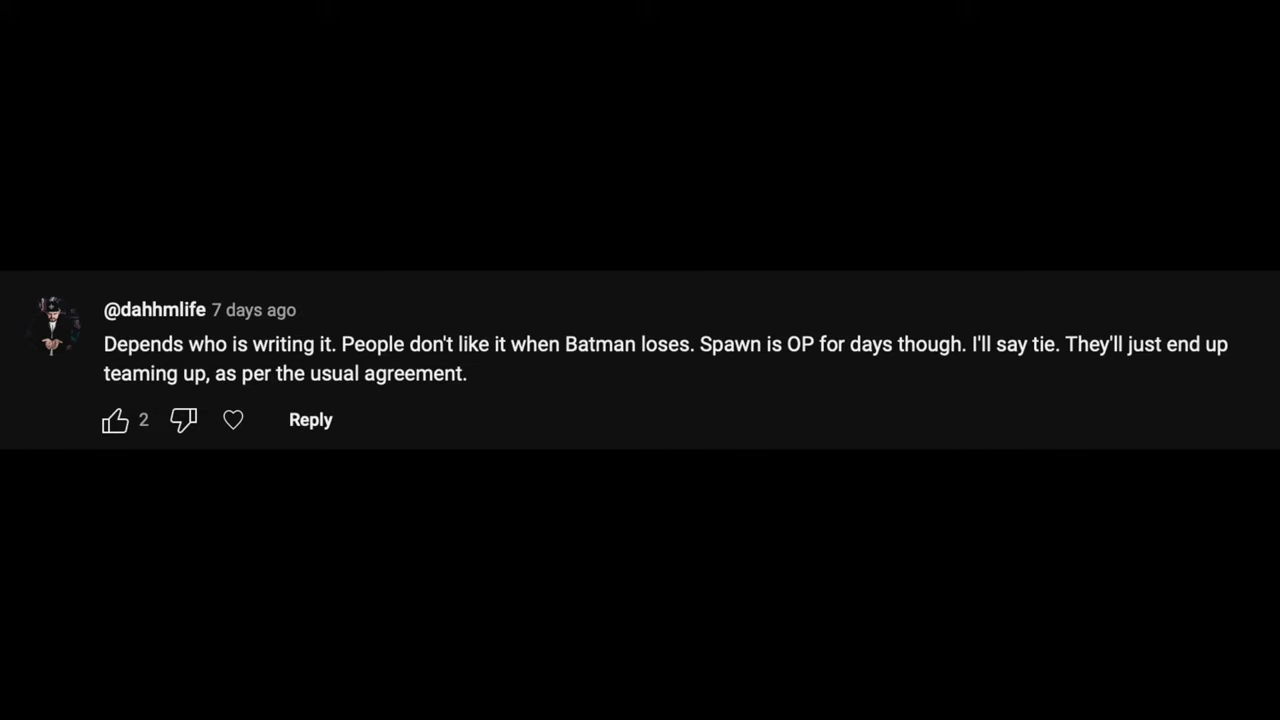 @dahhmlife 7 days ago
Depends who is writing it. People don't like it when Batman loses. Spawn is OP for days though. I'll say tie. They'll just end up
teaming up, as per the usual agreement.
2 Reply